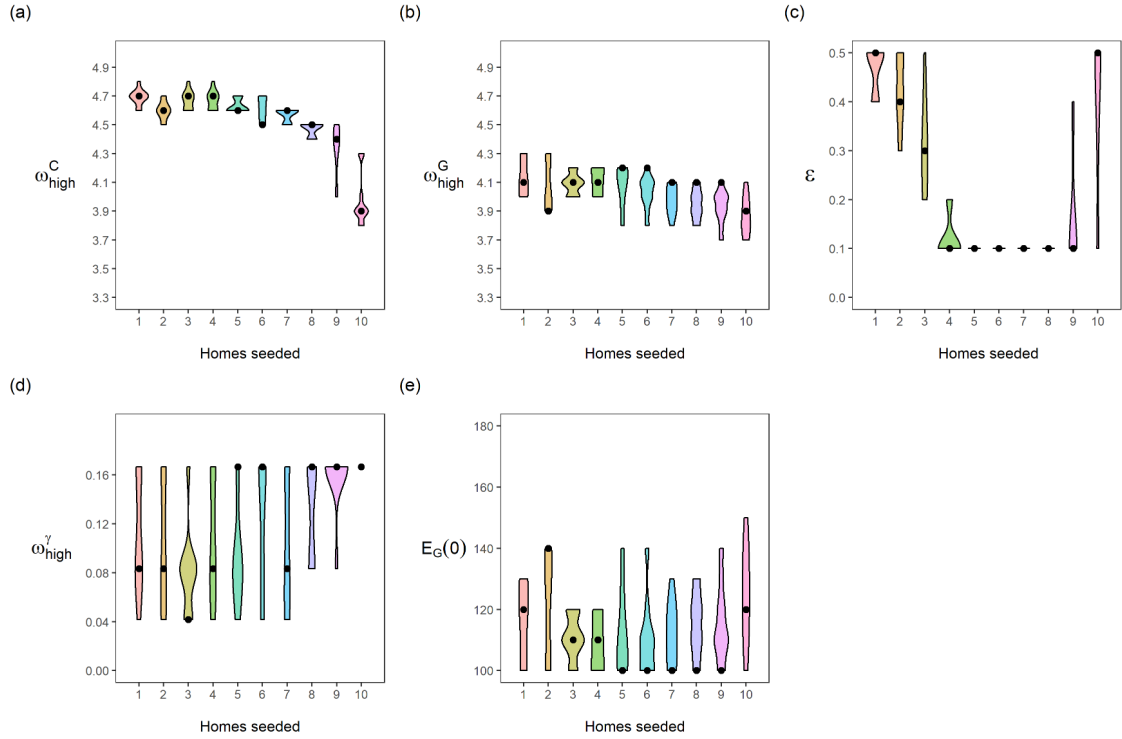 (a)
4.9
4.7
4.5
4.3
4.1
3.9
3.7
3.5
3.3
ω^C_high
1 2 3 4 5 6 7 8 9 10
Homes seeded
(b)
4.9
4.7
4.5
4.3
4.1
3.9
3.7
3.5
3.3
ω^G_high
1 2 3 4 5 6 7 8 9 10
Homes seeded
(c)
0.5
0.4
0.3
0.2
0.1
0.0
ε
1 2 3 4 5 6 7 8 9 10
Homes seeded
(d)
0.16
0.12
0.08
0.04
0.00
ω^γ_high
1 2 3 4 5 6 7 8 9 10
Homes seeded
(e)
180
160
140
120
100
E_G(0)
1 2 3 4 5 6 7 8 9 10
Homes seeded